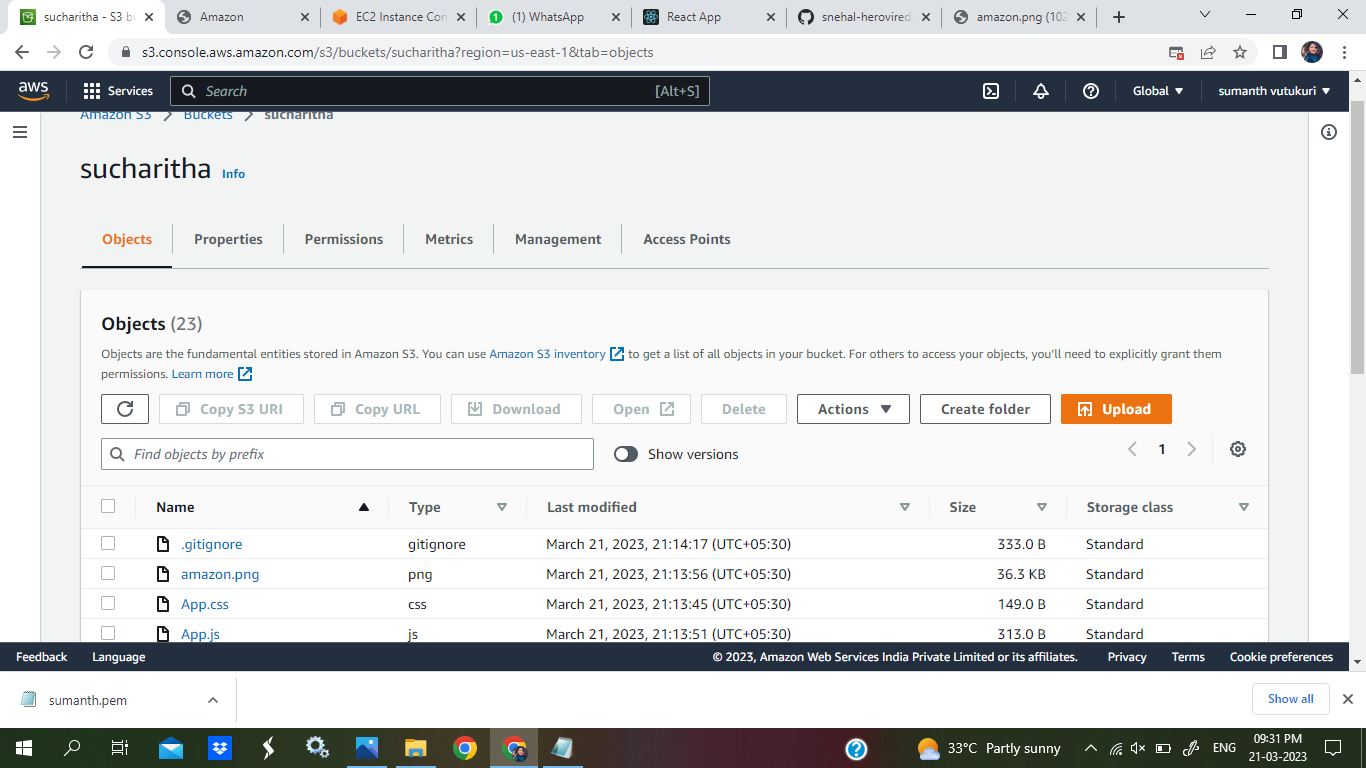 sucharitha - S3 b
Amazon
EC2 Instance Con
(1) WhatsApp
React App
snehal-herovired
amazon.png (102
s3.console.aws.amazon.com/s3/buckets/sucharitha?region=us-east-1&tab=objects
aws
Services
Search
[Alt+S]
Global
sumanth vutukuri
Amazon S3
Buckets
sucharitha
sucharitha Info
Objects
Properties
Permissions
Metrics
Management
Access Points
Objects (23)
Objects are the fundamental entities stored in Amazon S3. You can use Amazon S3 inventory to get a list of all objects in your bucket. For others to access your objects, you'll need to explicitly grant them
permissions. Learn more
Copy S3 URI
Copy URL
Download
Open
Delete
Actions
Create folder
Upload
Find objects by prefix
Show versions
1
Name Type Last modified Size Storage class
.gitignore gitignore March 21, 2023, 21:14:17 (UTC+05:30) 333.0 B Standard
amazon.png png March 21, 2023, 21:13:56 (UTC+05:30) 36.3 KB Standard
App.css css March 21, 2023, 21:13:45 (UTC+05:30) 149.0 B Standard
App.js js March 21, 2023, 21:13:51 (UTC+05:30) 313.0 B Standard
Feedback
Language
© 2023, Amazon Web Services India Private Limited or its affiliates.
Privacy
Terms
Cookie preferences
sumanth.pem
Show all
33°C Partly sunny
ENG
09:31 PM
21-03-2023